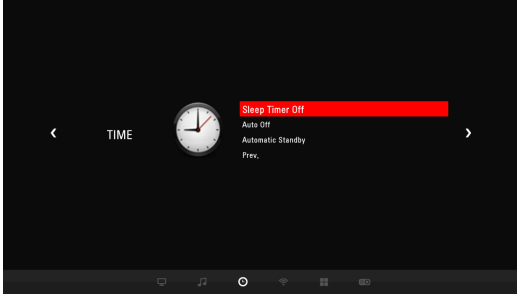 TIME
Sleep Timer Off
Auto Off
Automatic Standby
Prev.